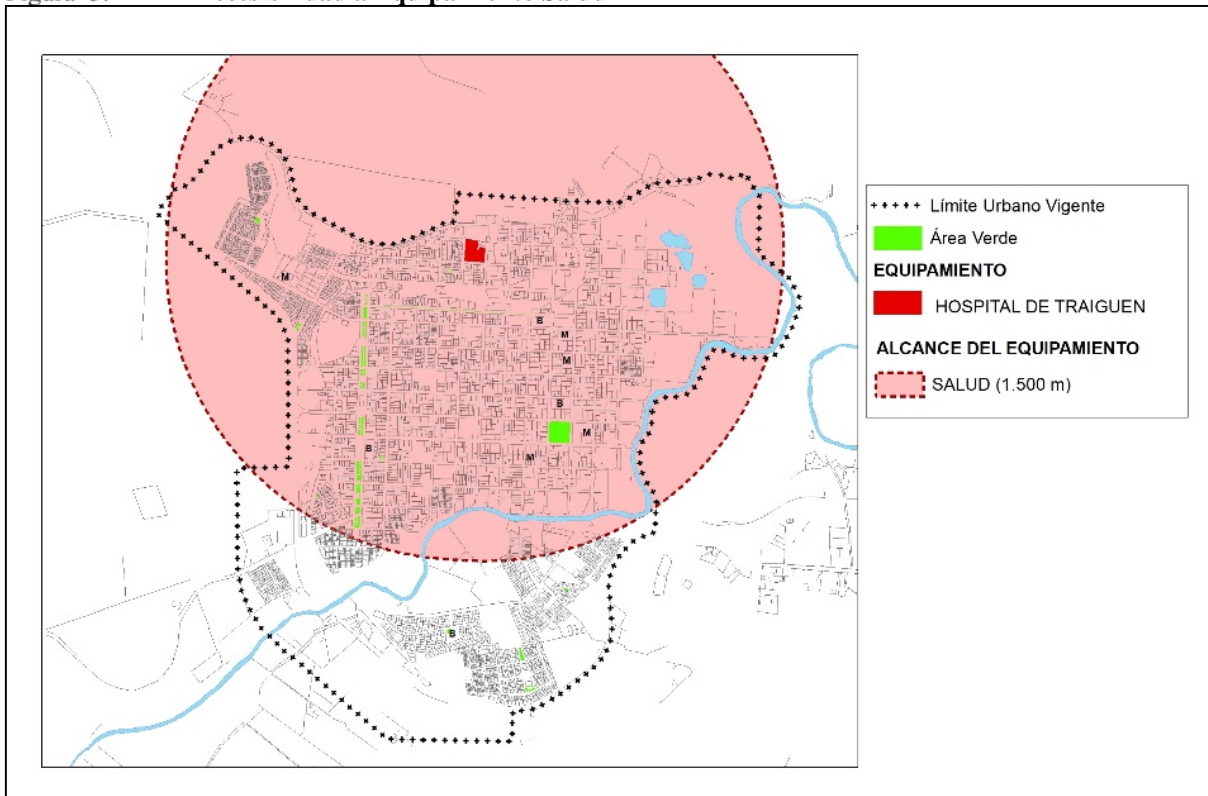 M
B
M
M
B
M
B
M
B
Límite Urbano Vigente
Área Verde
EQUIPAMIENTO
HOSPITAL DE TRAIGUEN
ALCANCE DEL EQUIPAMIENTO
SALUD (1.500 m)